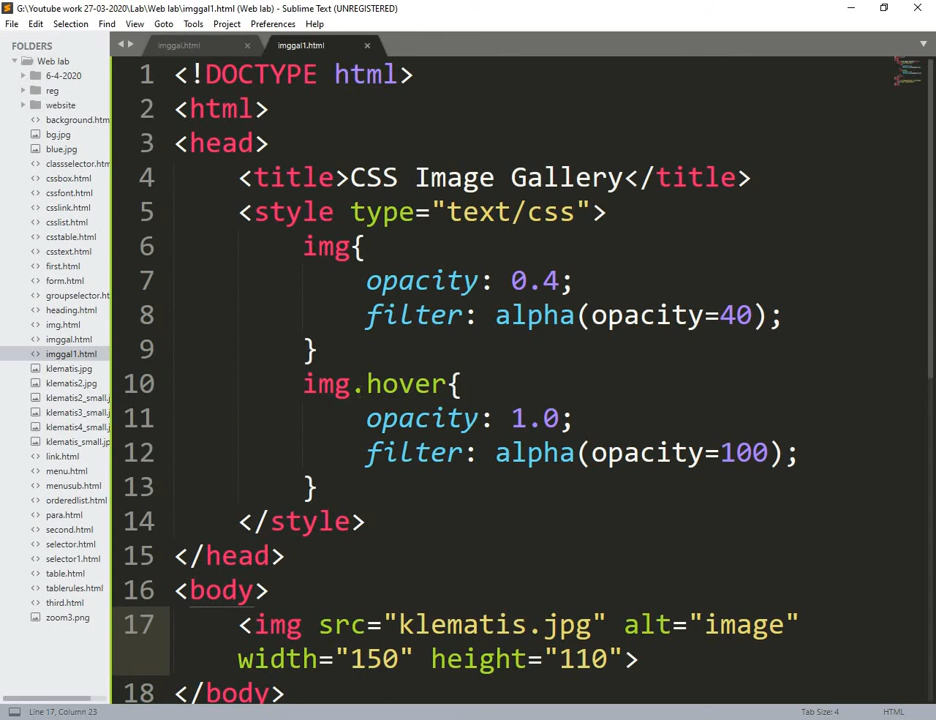 G:\Youtube work 27-03-2020\Lab\Web lab\imggal1.html (Web lab) - Sublime Text (UNREGISTERED)
File Edit Selection Find View Goto Tools Project Preferences Help
FOLDERS
Web lab
6-4-2020
reg
website
background.htm
bg.jpg
blue.jpg
classselector.htm
cssbox.html
cssfont.html
csslink.html
csslist.html
csstable.html
csstext.html
first.html
form.html
groupselector.ht
heading.html
img.html
imggal.html
imggal1.html
klematis.jpg
klematis2.jpg
klematis2_small.j
klematis3_small.j
klematis4_small.j
klematis_small.jp
link.html
menu.html
menusub.html
orderedlist.html
para.html
second.html
selector.html
selector1.html
table.html
tablerules.html
third.html
zoom3.png
imggal.html × imggal1.html ×
1 <!DOCTYPE html>
2 <html>
3 <head>
4 <title>CSS Image Gallery</title>
5 <style type="text/css">
6 img{
7 opacity: 0.4;
8 filter: alpha(opacity=40);
9 }
10 img.hover{
11 opacity: 1.0;
12 filter: alpha(opacity=100);
13 }
14 </style>
15 </head>
16 <body>
17 <img src="klematis.jpg" alt="image"
width="150" height="110">
18 </body>
Line 17, Column 23 Tab Size: 4 HTML